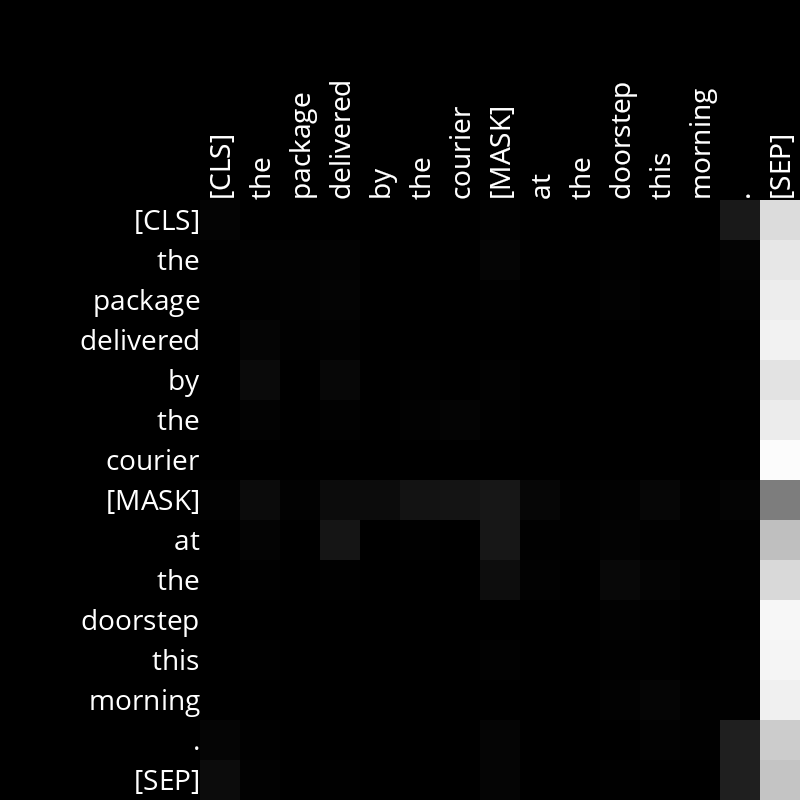 [CLS] the package delivered by the courier [MASK] at the doorstep this morning . [SEP]
[CLS]
the
package
delivered
by
the
courier
[MASK]
at
the
doorstep
this
morning
.
[SEP]